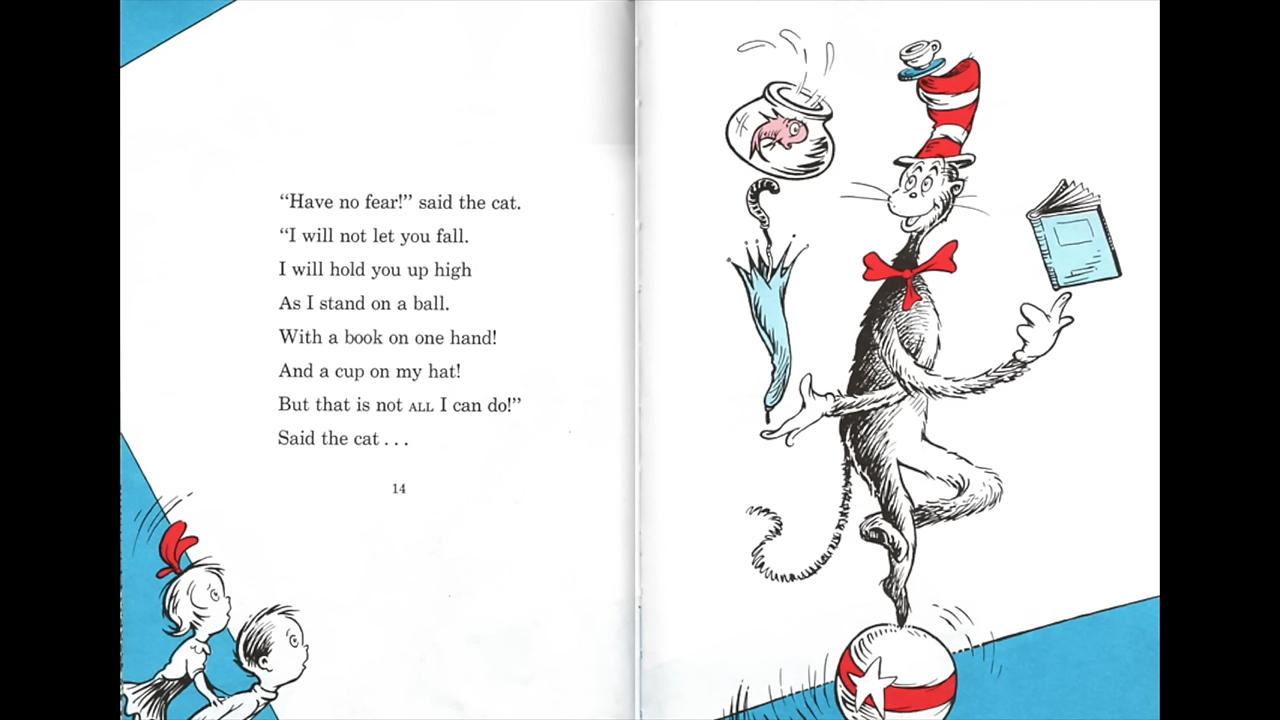 “Have no fear!” said the cat.
“I will not let you fall.
I will hold you up high
As I stand on a ball.
With a book on one hand!
And a cup on my hat!
But that is not ALL I can do!”
Said the cat . . .
14